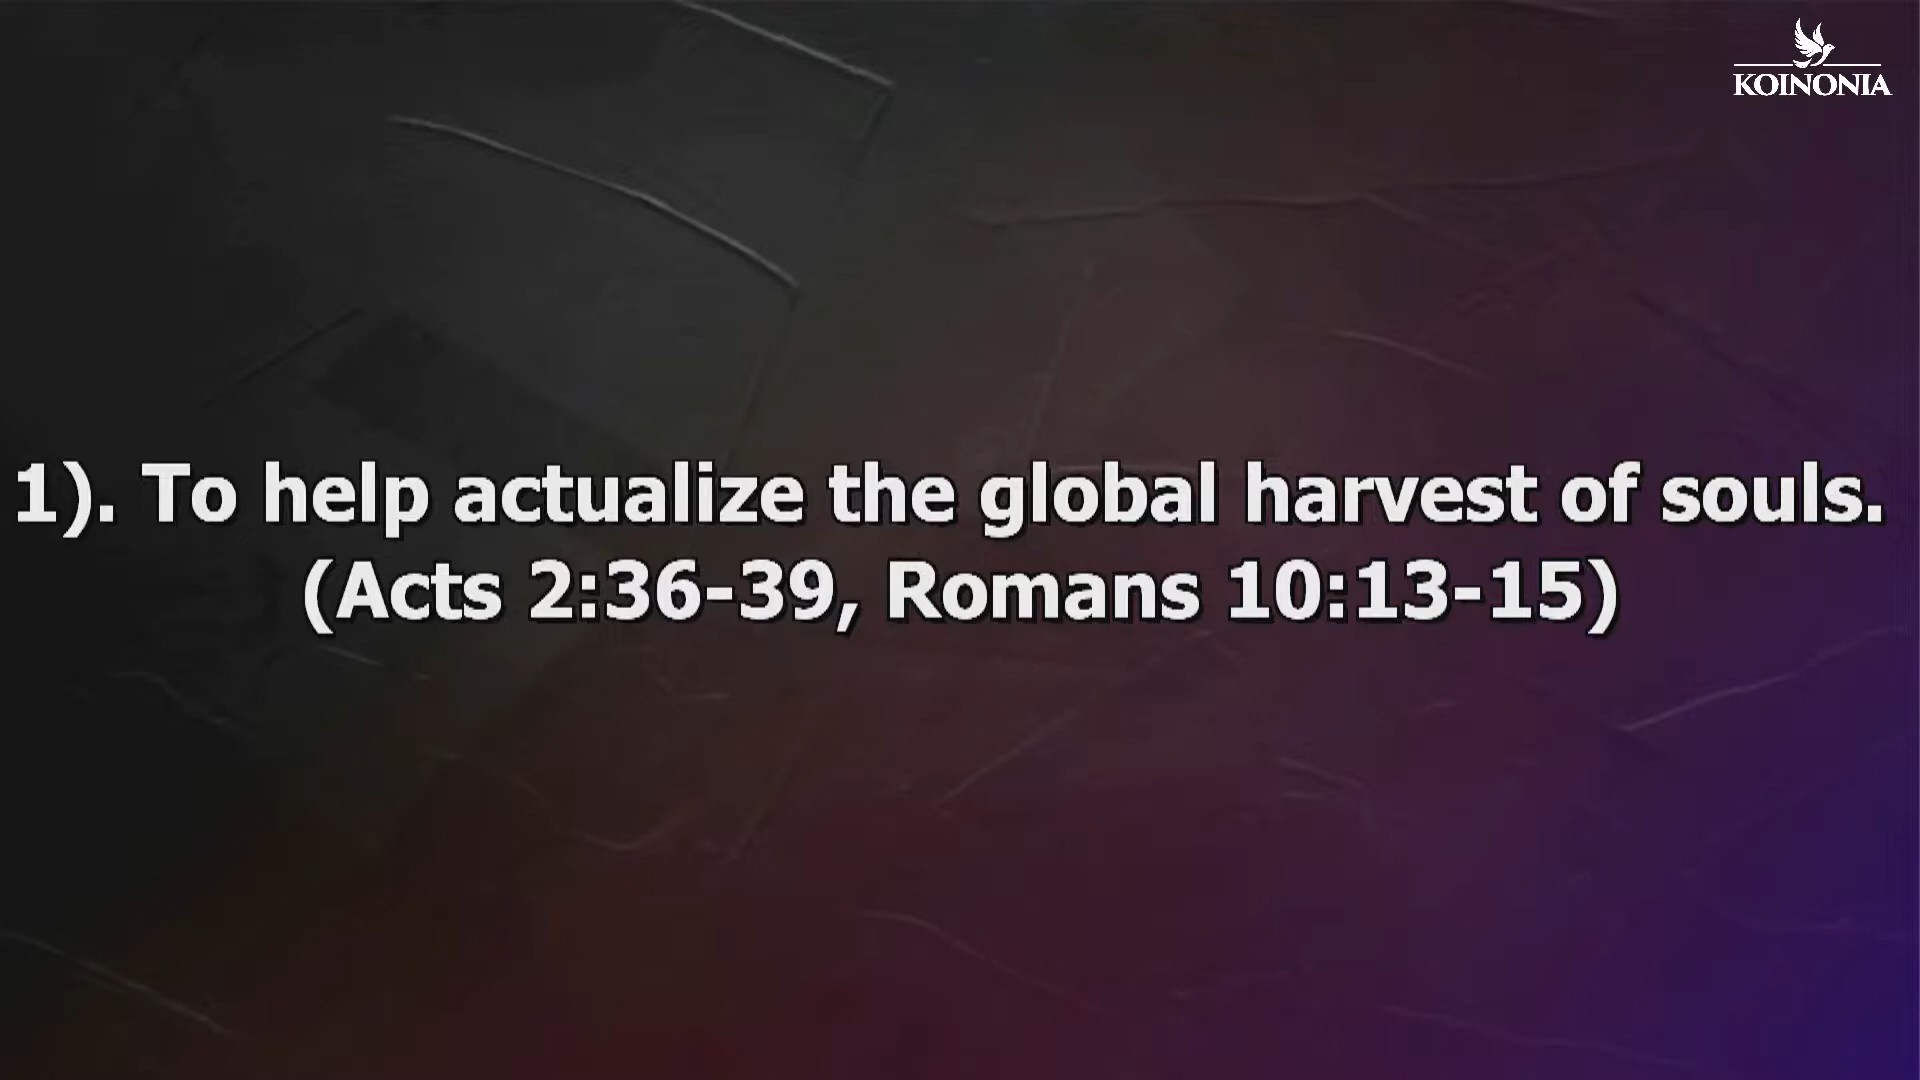 KOINONIA
1). To help actualize the global harvest of souls.
(Acts 2:36-39, Romans 10:13-15)